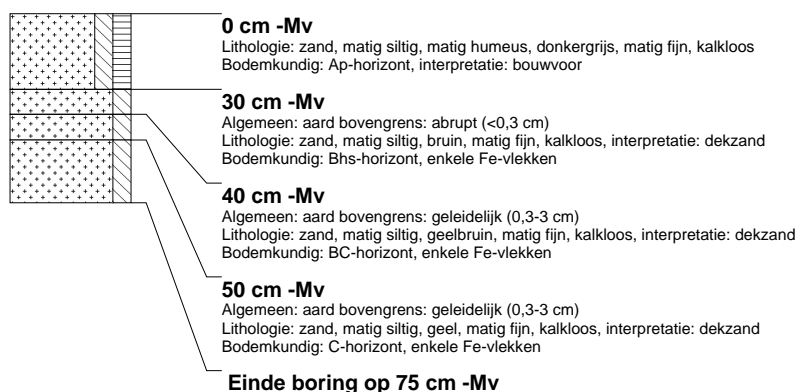 0 cm -Mv
Lithologie: zand, matig siltig, matig humeus, donkergrijs, matig fijn, kalkloos
Bodemkundig: Ap-horizont, interpretatie: bouwvoor
30 cm -Mv
Algemeen: aard bovengrens: abrupt (<0,3 cm)
Lithologie: zand, matig siltig, bruin, matig fijn, kalkloos, interpretatie: dekzand
Bodemkundig: Bhs-horizont, enkele Fe-vlekken
40 cm -Mv
Algemeen: aard bovengrens: geleidelijk (0,3-3 cm)
Lithologie: zand, matig siltig, geelbruin, matig fijn, kalkloos, interpretatie: dekzand
Bodemkundig: BC-horizont, enkele Fe-vlekken
50 cm -Mv
Algemeen: aard bovengrens: geleidelijk (0,3-3 cm)
Lithologie: zand, matig siltig, geel, matig fijn, kalkloos, interpretatie: dekzand
Bodemkundig: C-horizont, enkele Fe-vlekken
Einde boring op 75 cm -Mv